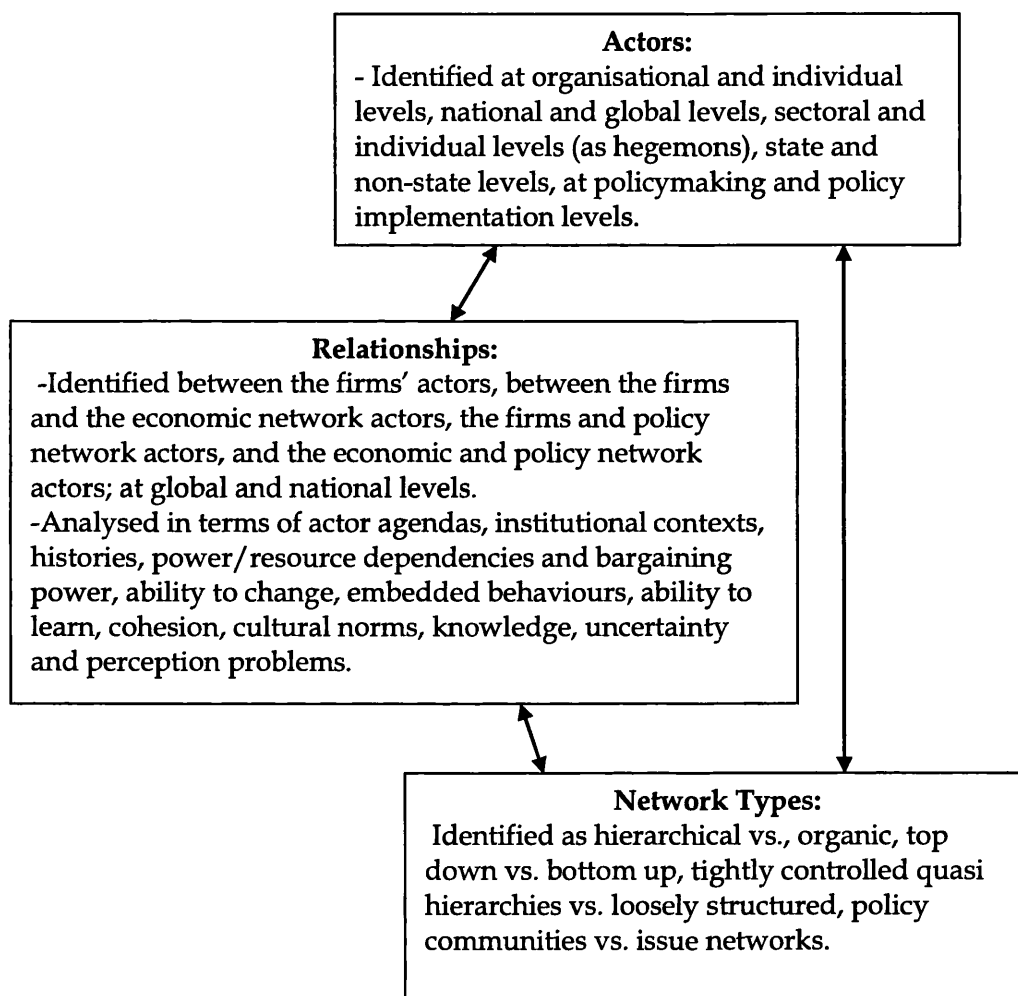 Actors:
- Identified at organisational and individual
levels, national and global levels, sectoral and
individual levels (as hegemons), state and
non-state levels, at policymaking and policy
implementation levels.
Relationships:
-Identified between the firms' actors, between the firms
and the economic network actors, the firms and policy
network actors, and the economic and policy network
actors; at global and national levels.
-Analysed in terms of actor agendas, institutional contexts,
histories, power/resource dependencies and bargaining
power, ability to change, embedded behaviours, ability to
learn, cohesion, cultural norms, knowledge, uncertainty
and perception problems.
Network Types:
Identified as hierarchical vs., organic, top
down vs. bottom up, tightly controlled quasi
hierarchies vs. loosely structured, policy
communities vs. issue networks.